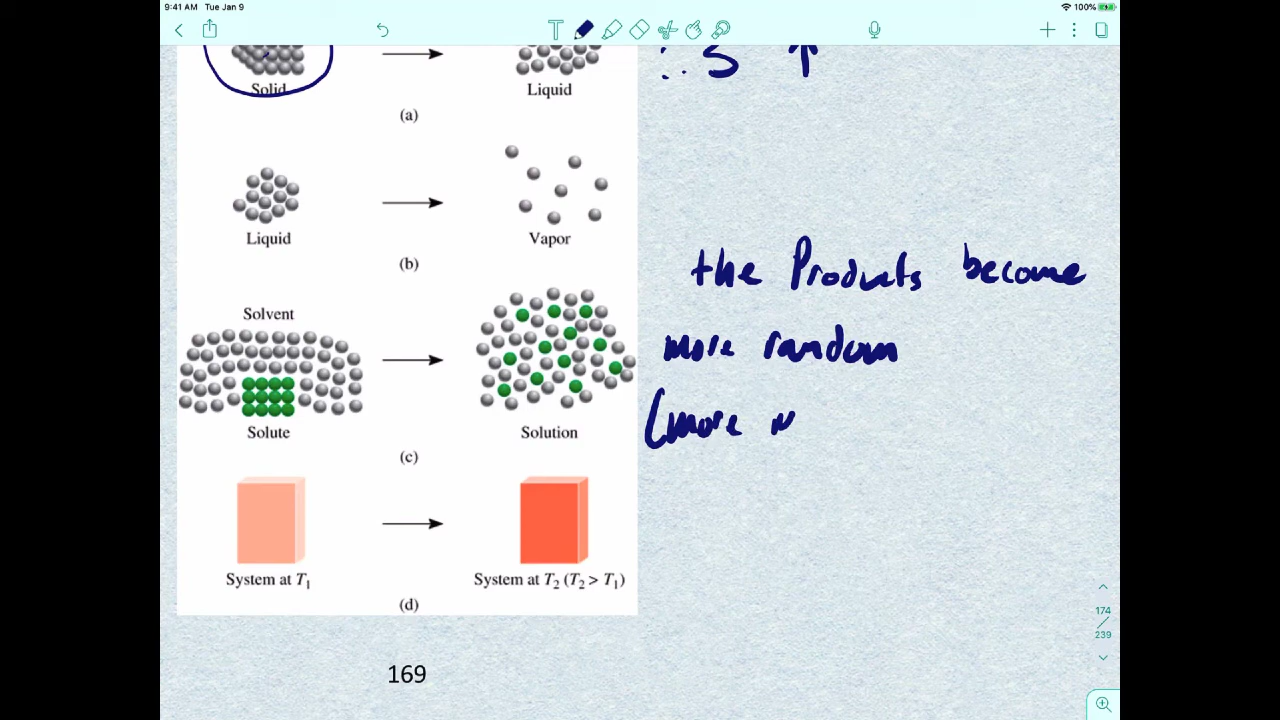 9:41 AM Tue Jan 9
100%
T
∴ S ↑
Solid
Liquid
(a)
Liquid
Vapor
(b)
the Products become
more random
(more
Solvent
Solute
Solution
(c)
System at T₁
System at T₂ (T₂ > T₁)
(d)
174
/
239
169